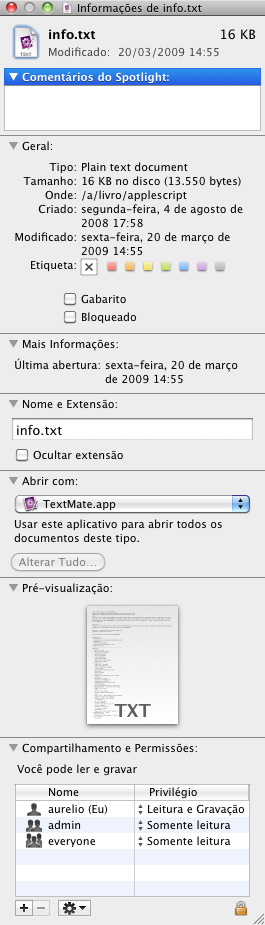 Informações de info.txt
info.txt 16 KB
Modificado: 20/03/2009 14:55
Comentários do Spotlight:
Geral:
Tipo: Plain text document
Tamanho: 16 KB no disco (13.550 bytes)
Onde: /a/livro/applescript
Criado: segunda-feira, 4 de agosto de
2008 17:58
Modificado: sexta-feira, 20 de março de
2009 14:55
Etiqueta:
Gabarito
Bloqueado
Mais Informações:
Última abertura: sexta-feira, 20 de março
de 2009 14:55
Nome e Extensão:
info.txt
Ocultar extensão
Abrir com:
TextMate.app
Usar este aplicativo para abrir todos os
documentos deste tipo.
Alterar Tudo...
Pré-visualização:
TXT
Compartilhamento e Permissões:
Você pode ler e gravar
Nome Privilégio
aurelio (Eu) Leitura e Gravação
admin Somente leitura
everyone Somente leitura